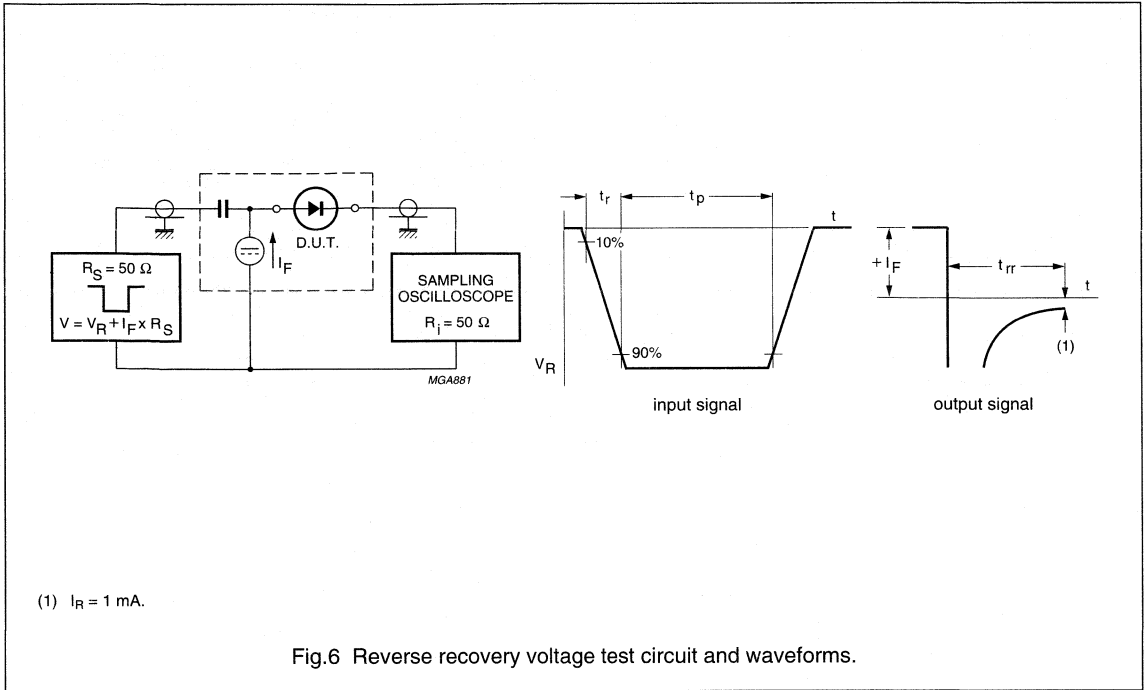 R_S = 50 Ω
V = V_R + I_F x R_S
I_F
D.U.T.
SAMPLING
OSCILLOSCOPE
R_i = 50 Ω
MGA881
t_r
t_p
t
10%
90%
V_R
input signal
+ I_F
t_rr
t
(1)
output signal
(1) I_R = 1 mA.
Fig.6 Reverse recovery voltage test circuit and waveforms.